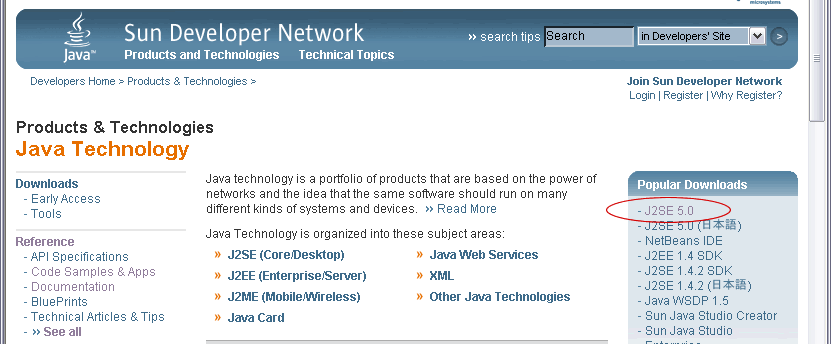 microsystems
Java™
Sun Developer Network
Products and Technologies Technical Topics
» search tips Search in Developers' Site >
Developers Home > Products & Technologies >
Join Sun Developer Network
Login | Register | Why Register?
Products & Technologies
Java Technology
Downloads
- Early Access
- Tools
Reference
- API Specifications
- Code Samples & Apps
- Documentation
- BluePrints
- Technical Articles & Tips
- » See all
Java technology is a portfolio of products that are based on the power of
networks and the idea that the same software should run on many
different kinds of systems and devices. » Read More
Java Technology is organized into these subject areas:
» J2SE (Core/Desktop)
» J2EE (Enterprise/Server)
» J2ME (Mobile/Wireless)
» Java Card
» Java Web Services
» XML
» Other Java Technologies
Popular Downloads
- J2SE 5.0
- J2SE 5.0 (日本語)
- NetBeans IDE
- J2EE 1.4 SDK
- J2SE 1.4.2 SDK
- J2SE 1.4.2 (日本語)
- Java WSDP 1.5
- Sun Java Studio Creator
- Sun Java Studio
Enterprise